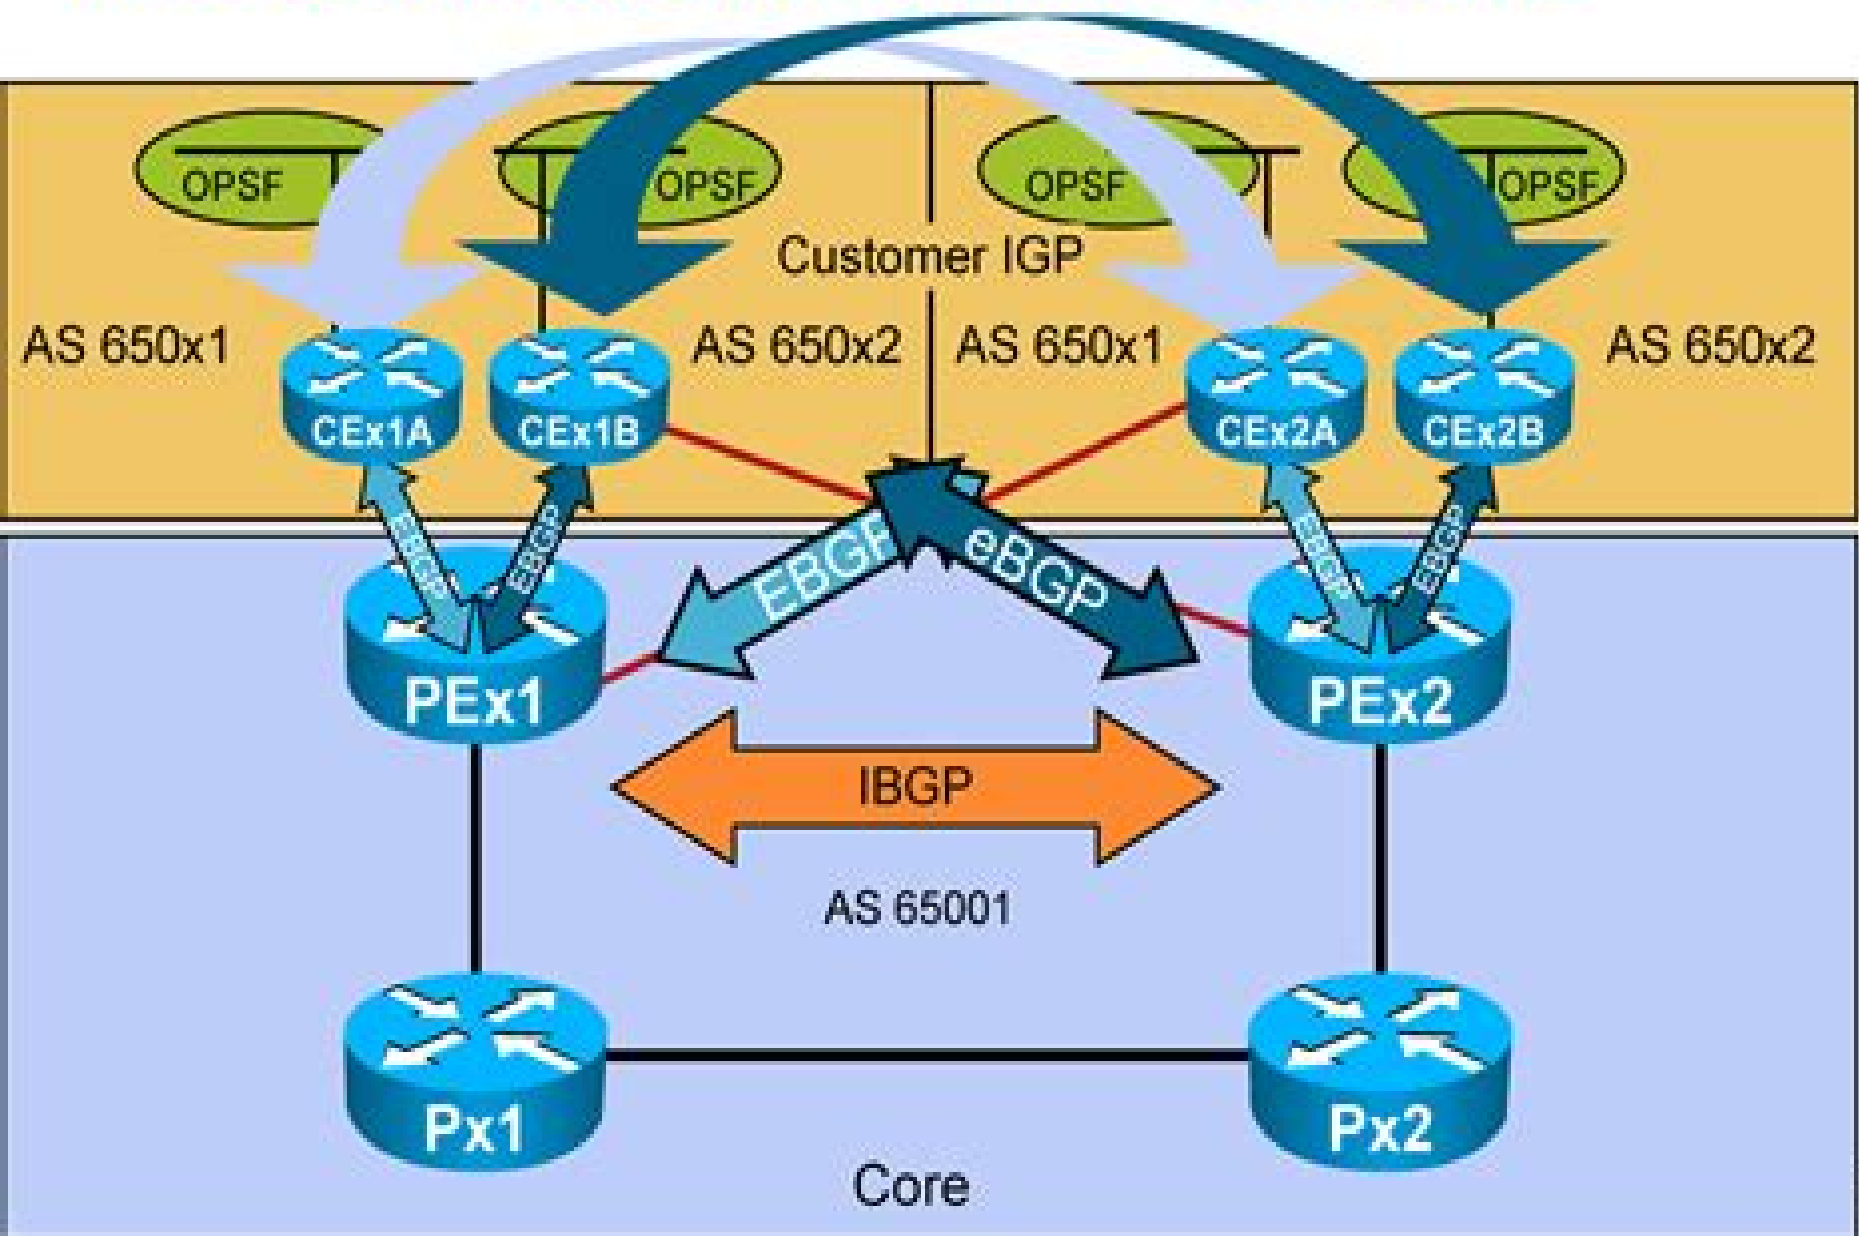 OPSF
OPSF
OPSF
OPSF
Customer IGP
AS 650x1
AS 650x2
AS 650x1
AS 650x2
CEx1A
CEx1B
CEx2A
CEx2B
EBGP
EBGP
EBGP
eBGP
EBGP
EBGP
PEx1
PEx2
IBGP
AS 65001
Px1
Px2
Core